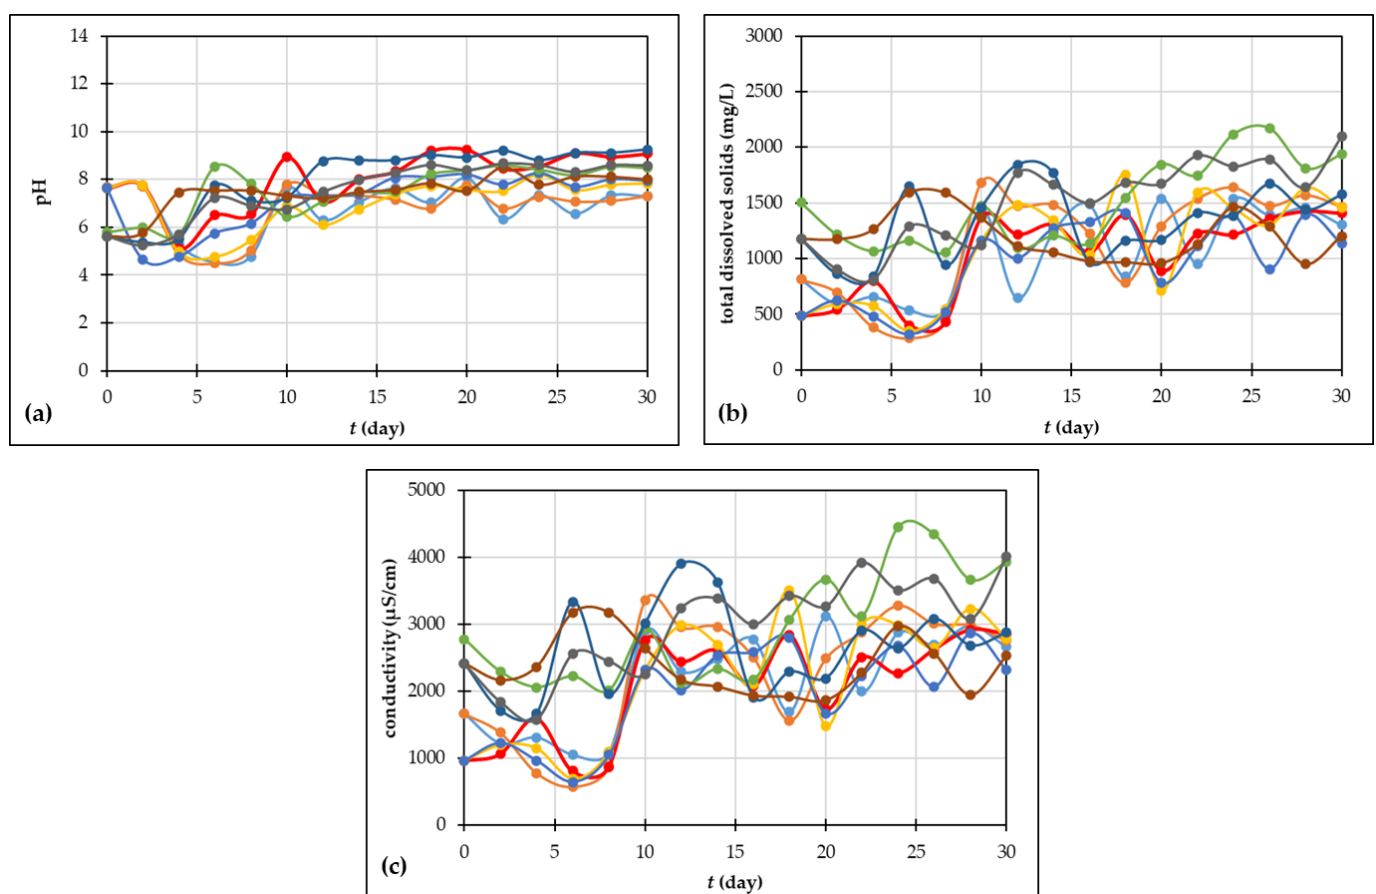 14
12
10
8
6
4
2
0
pH
0 5 10 15 20 25 30
t (day)
(a)
3000
2500
2000
1500
1000
500
0
total dissolved solids (mg/L)
0 5 10 15 20 25 30
t (day)
(b)
5000
4000
3000
2000
1000
0
conductivity (µS/cm)
0 5 10 15 20 25 30
t (day)
(c)